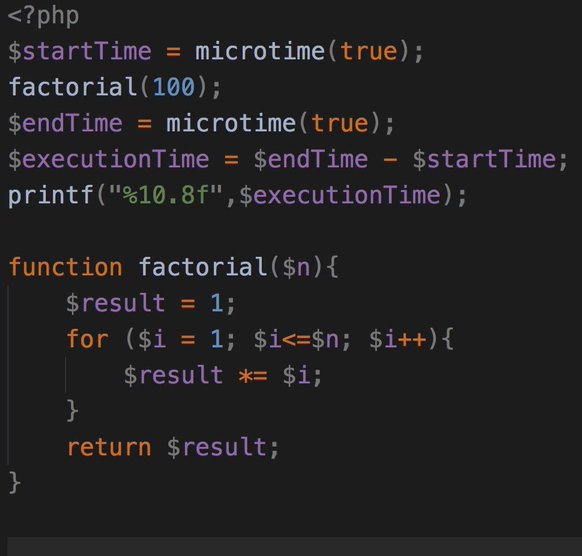 <?php
$startTime = microtime(true);
factorial(100);
$endTime = microtime(true);
$executionTime = $endTime - $startTime;
printf("%10.8f",$executionTime);

function factorial($n){
    $result = 1;
    for ($i = 1; $i<=$n; $i++){
        $result *= $i;
    }
    return $result;
}